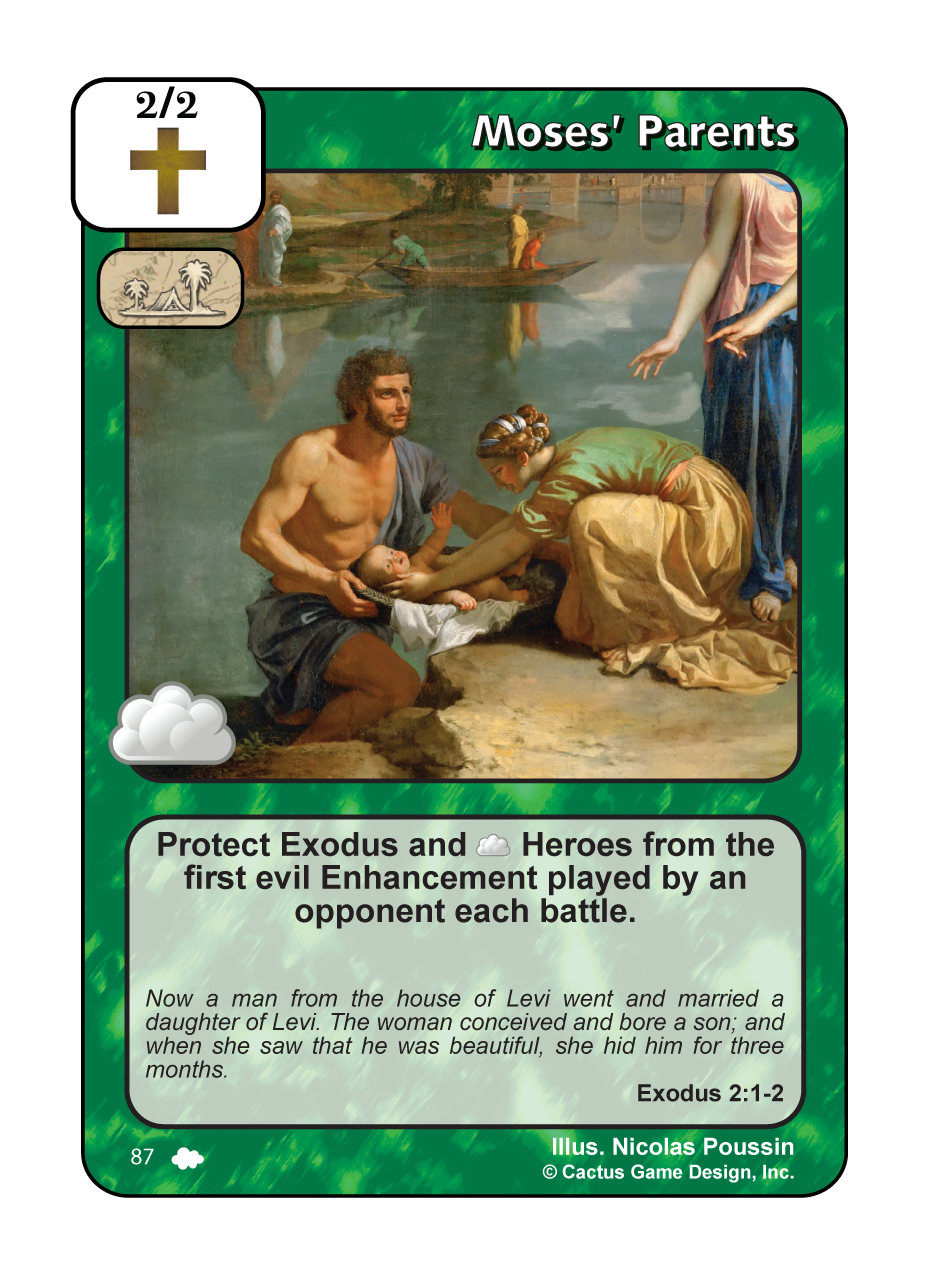 2/2
Moses' Parents
Protect Exodus and Heroes from the
first evil Enhancement played by an
opponent each battle.
Now a man from the house of Levi went and married a
daughter of Levi. The woman conceived and bore a son; and
when she saw that he was beautiful, she hid him for three
months.
Exodus 2:1-2
87
Illus. Nicolas Poussin
© Cactus Game Design, Inc.